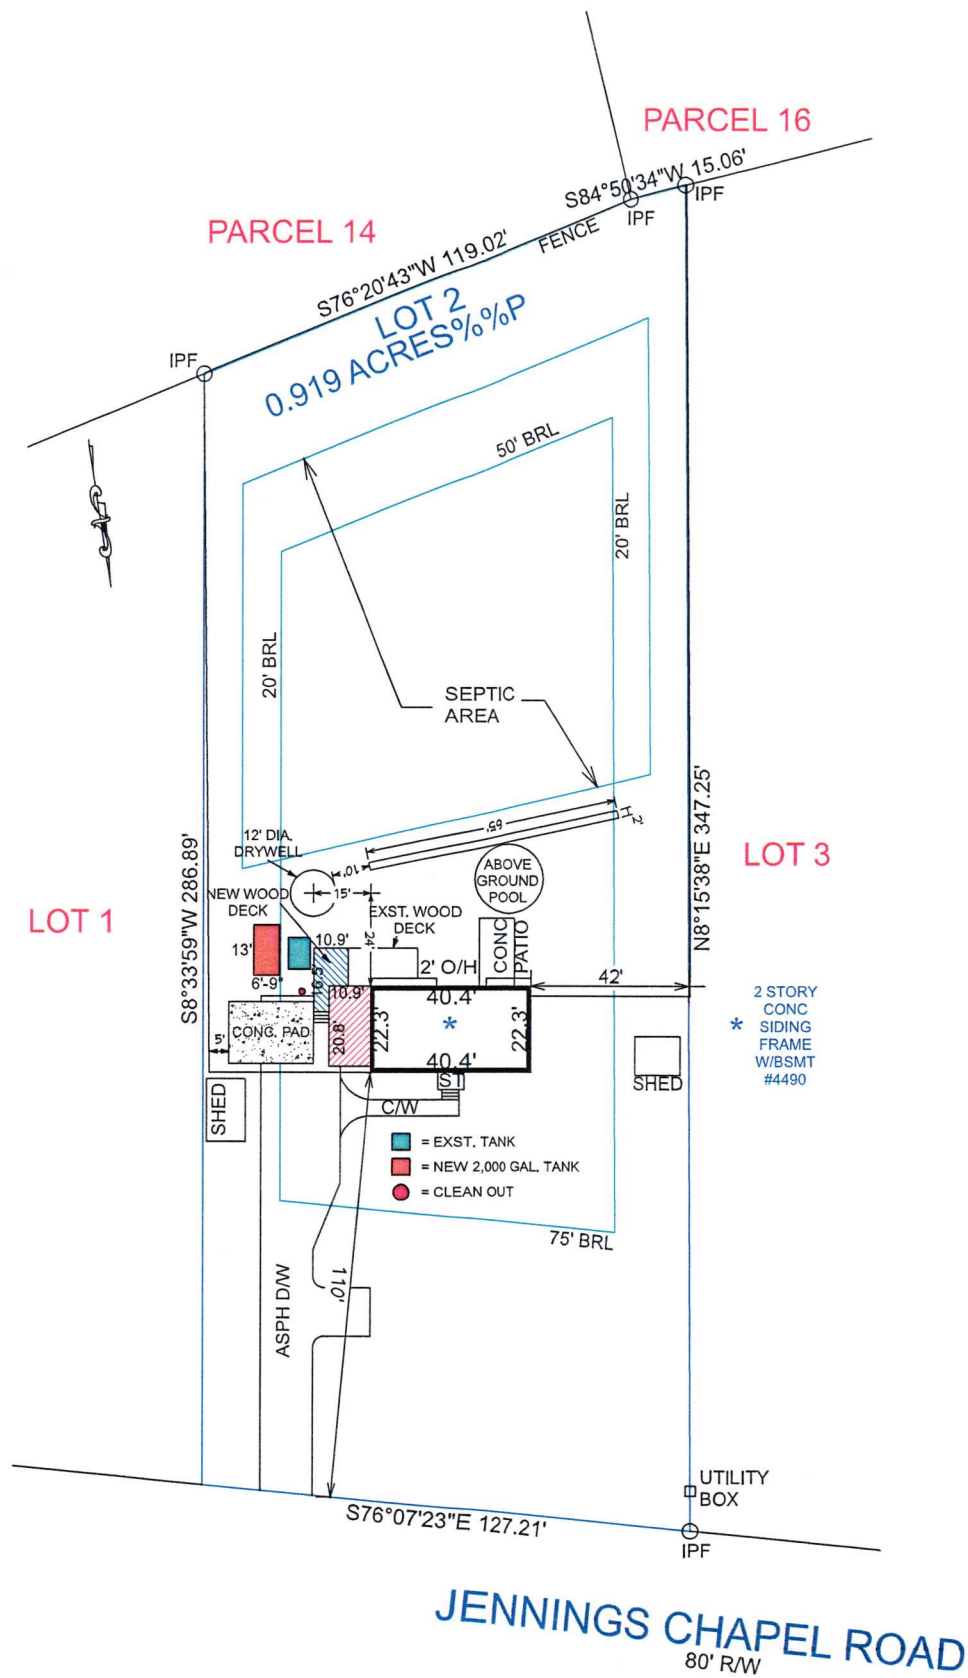 PARCEL 16
S84°50'34"W 15.06'
IPF
IPF
PARCEL 14
FENCE
S76°20'43"W 119.02'
LOT 2
0.919 ACRES%%P
IPF
50' BRL
20' BRL
20' BRL
SEPTIC
AREA
S8°33'59"W 286.89'
N8°15'38"E 347.25'
LOT 3
LOT 1
65'
2'
10'
12' DIA.
DRYWELL
15'
24'
ABOVE
GROUND
POOL
NEW WOOD
DECK
EXST. WOOD
DECK
13'
6'-9"
10.9'
16.5'
10.9'
20.8'
2' O/H
CONC
PATIO
42'
CONC. PAD
5'
40.4'
22.3'
*
22.3'
40.4'
ST
C/W
SHED
SHED
* 2 STORY
CONC
SIDING
FRAME
W/BSMT
#4490
= EXST. TANK
= NEW 2,000 GAL. TANK
= CLEAN OUT
75' BRL
110'
ASPH D/W
UTILITY
BOX
S76°07'23"E 127.21'
IPF
JENNINGS CHAPEL ROAD
80' R/W